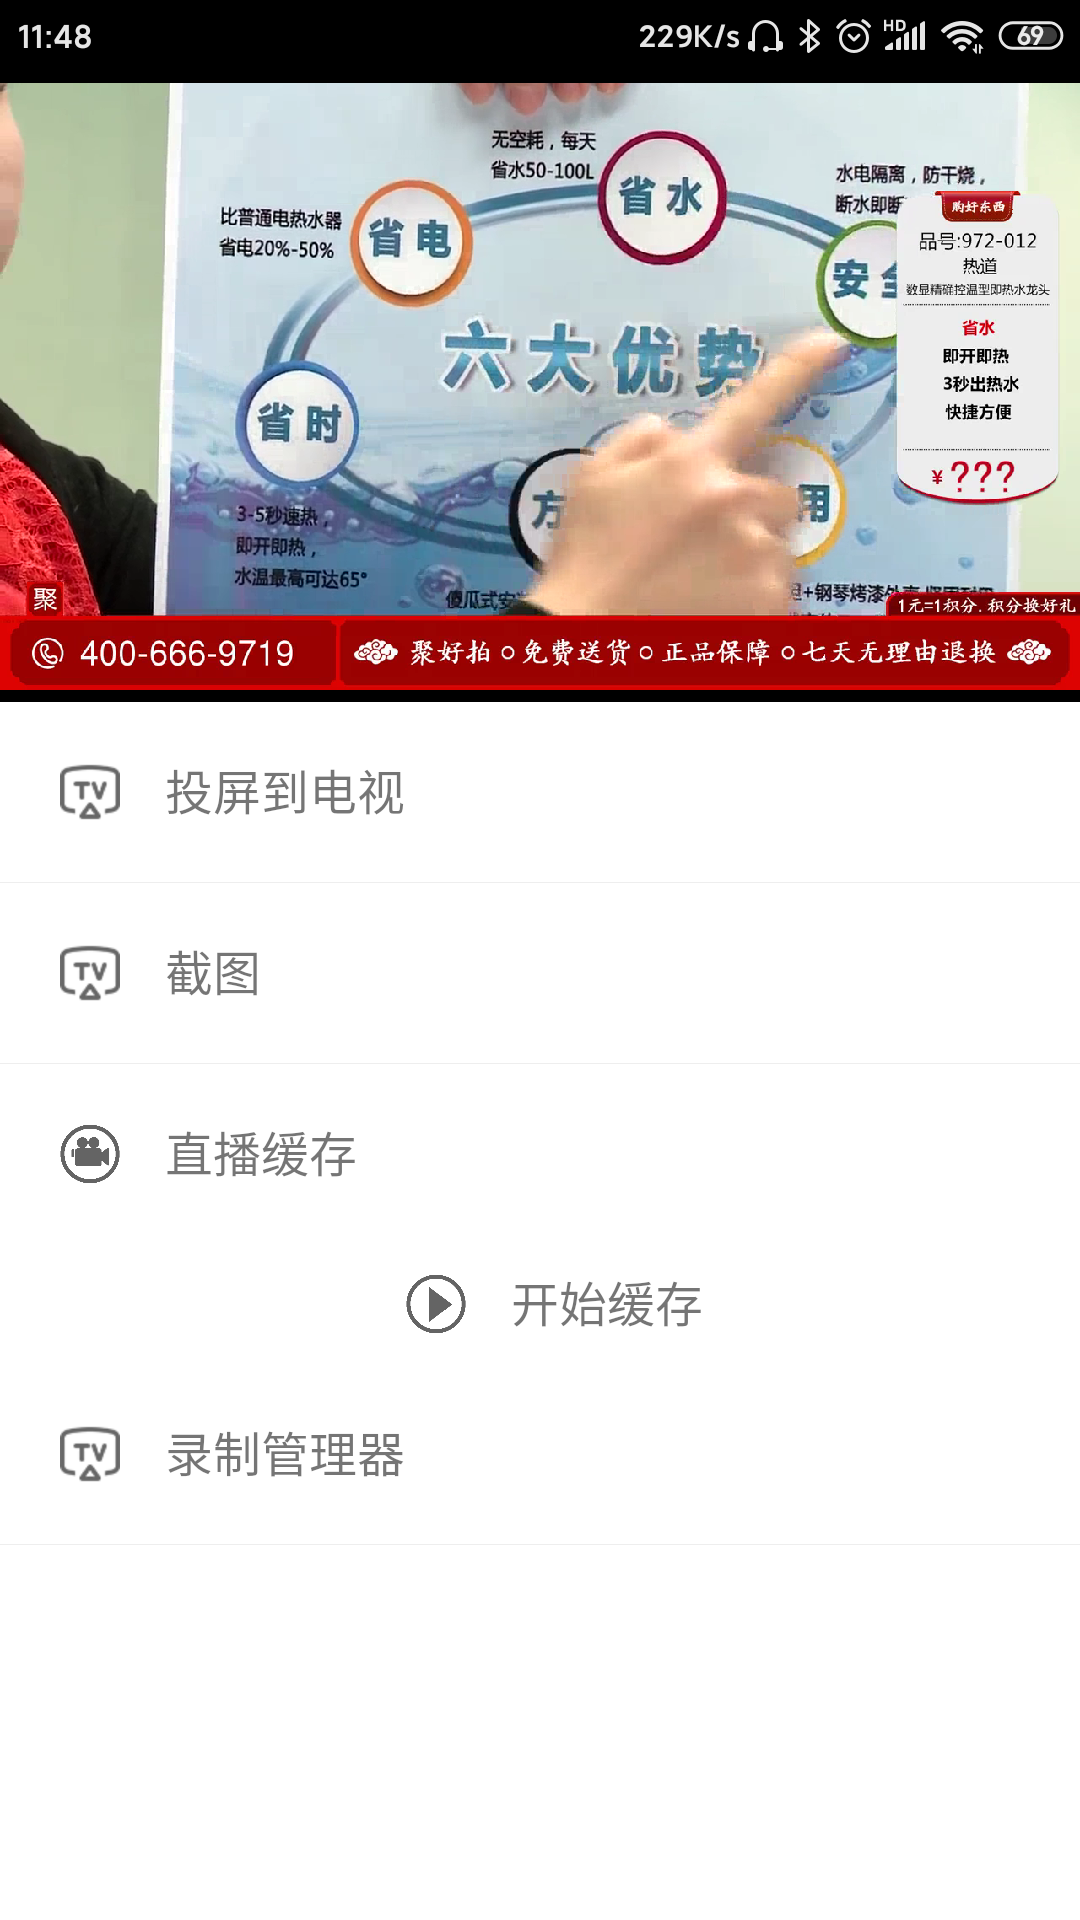 11:48
229K/s
HD
69
无空耗，每天
省水50-100L
省水
水电隔离，防干烧，
断水即断
比普通电热水器
省电20%-50%
省电
安全
购好东西
品号:972-012
热道
数显精确控温型即热水龙头
省水
即开即热
3秒出热水
快捷方便
¥???
六大优势
省时
方
用
3-5秒速热，
即开即热，
水温最高可达65°
傻瓜式安
+钢琴烤漆
聚
1元=1积分.积分换好礼
400-666-9719
聚好拍○免费送货○正品保障○七天无理由退换
TV
投屏到电视
TV
截图
直播缓存
开始缓存
TV
录制管理器